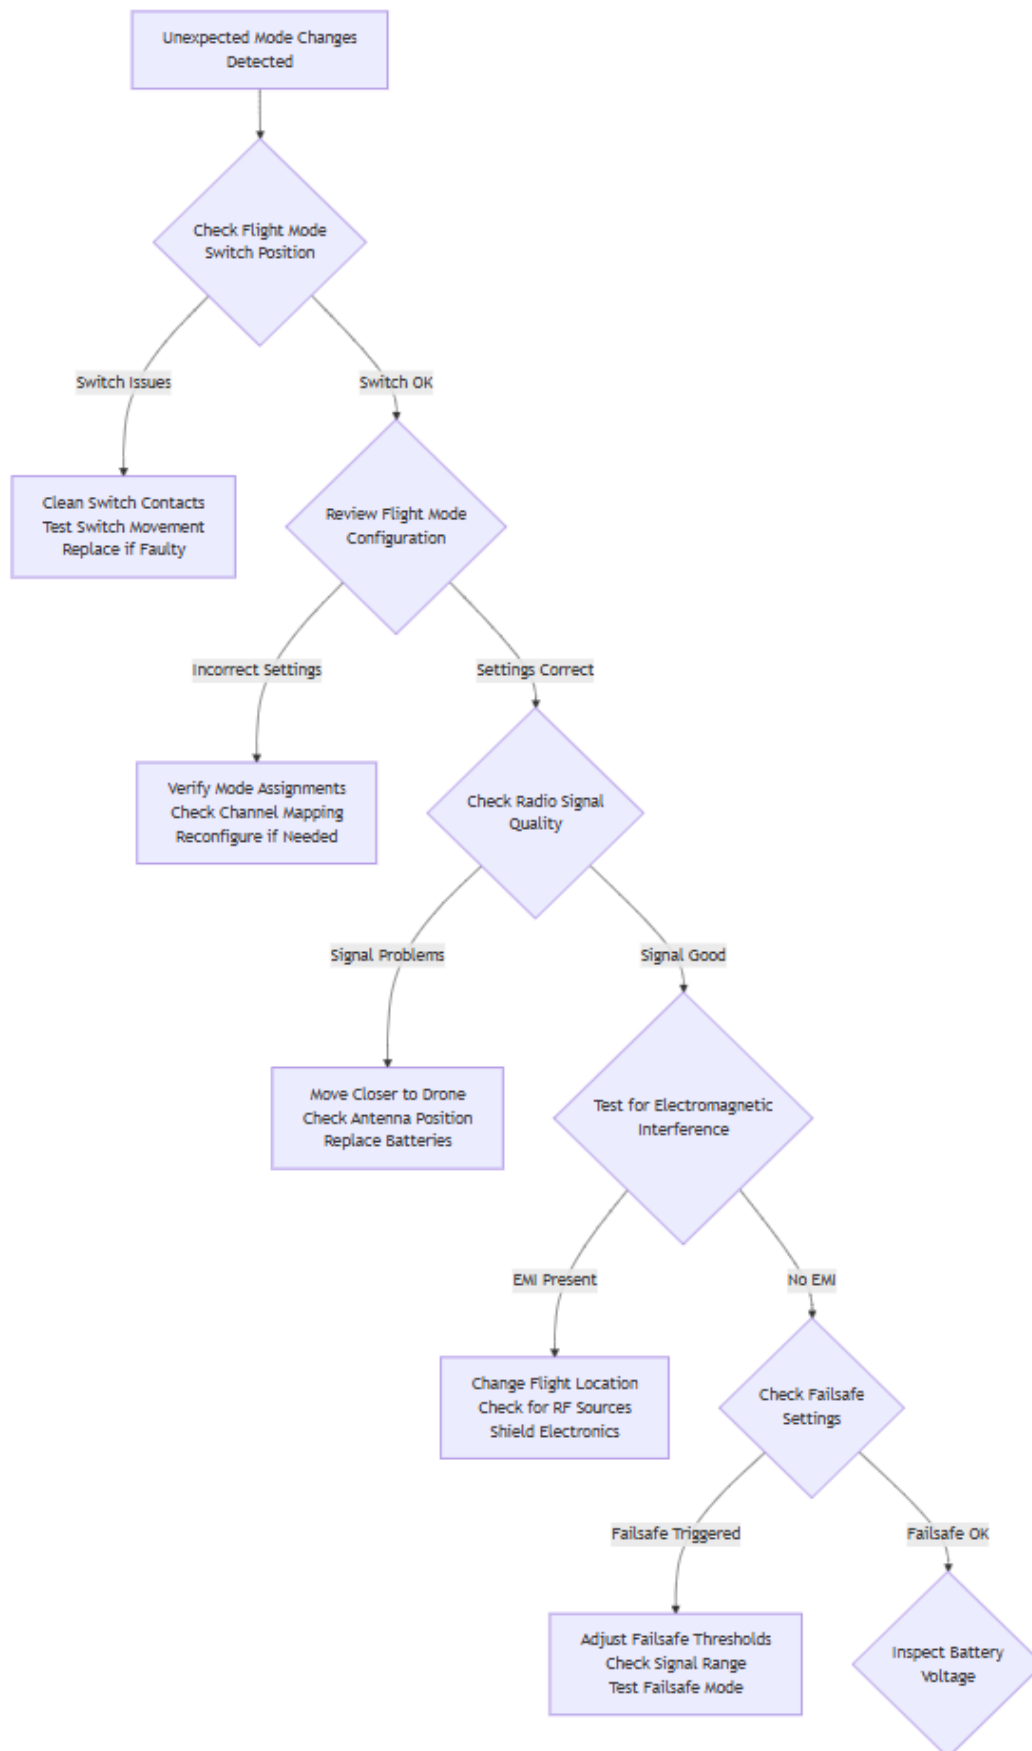 Unexpected Mode Changes
Detected
Check Flight Mode
Switch Position
Switch Issues
Switch OK
Clean Switch Contacts
Test Switch Movement
Replace if Faulty
Review Flight Mode
Configuration
Incorrect Settings
Settings Correct
Verify Mode Assignments
Check Channel Mapping
Reconfigure if Needed
Check Radio Signal
Quality
Signal Problems
Signal Good
Move Closer to Drone
Check Antenna Position
Replace Batteries
Test for Electromagnetic
Interference
EMI Present
No EMI
Change Flight Location
Check for RF Sources
Shield Electronics
Check Failsafe
Settings
Failsafe Triggered
Failsafe OK
Adjust Failsafe Thresholds
Check Signal Range
Test Failsafe Mode
Inspect Battery
Voltage